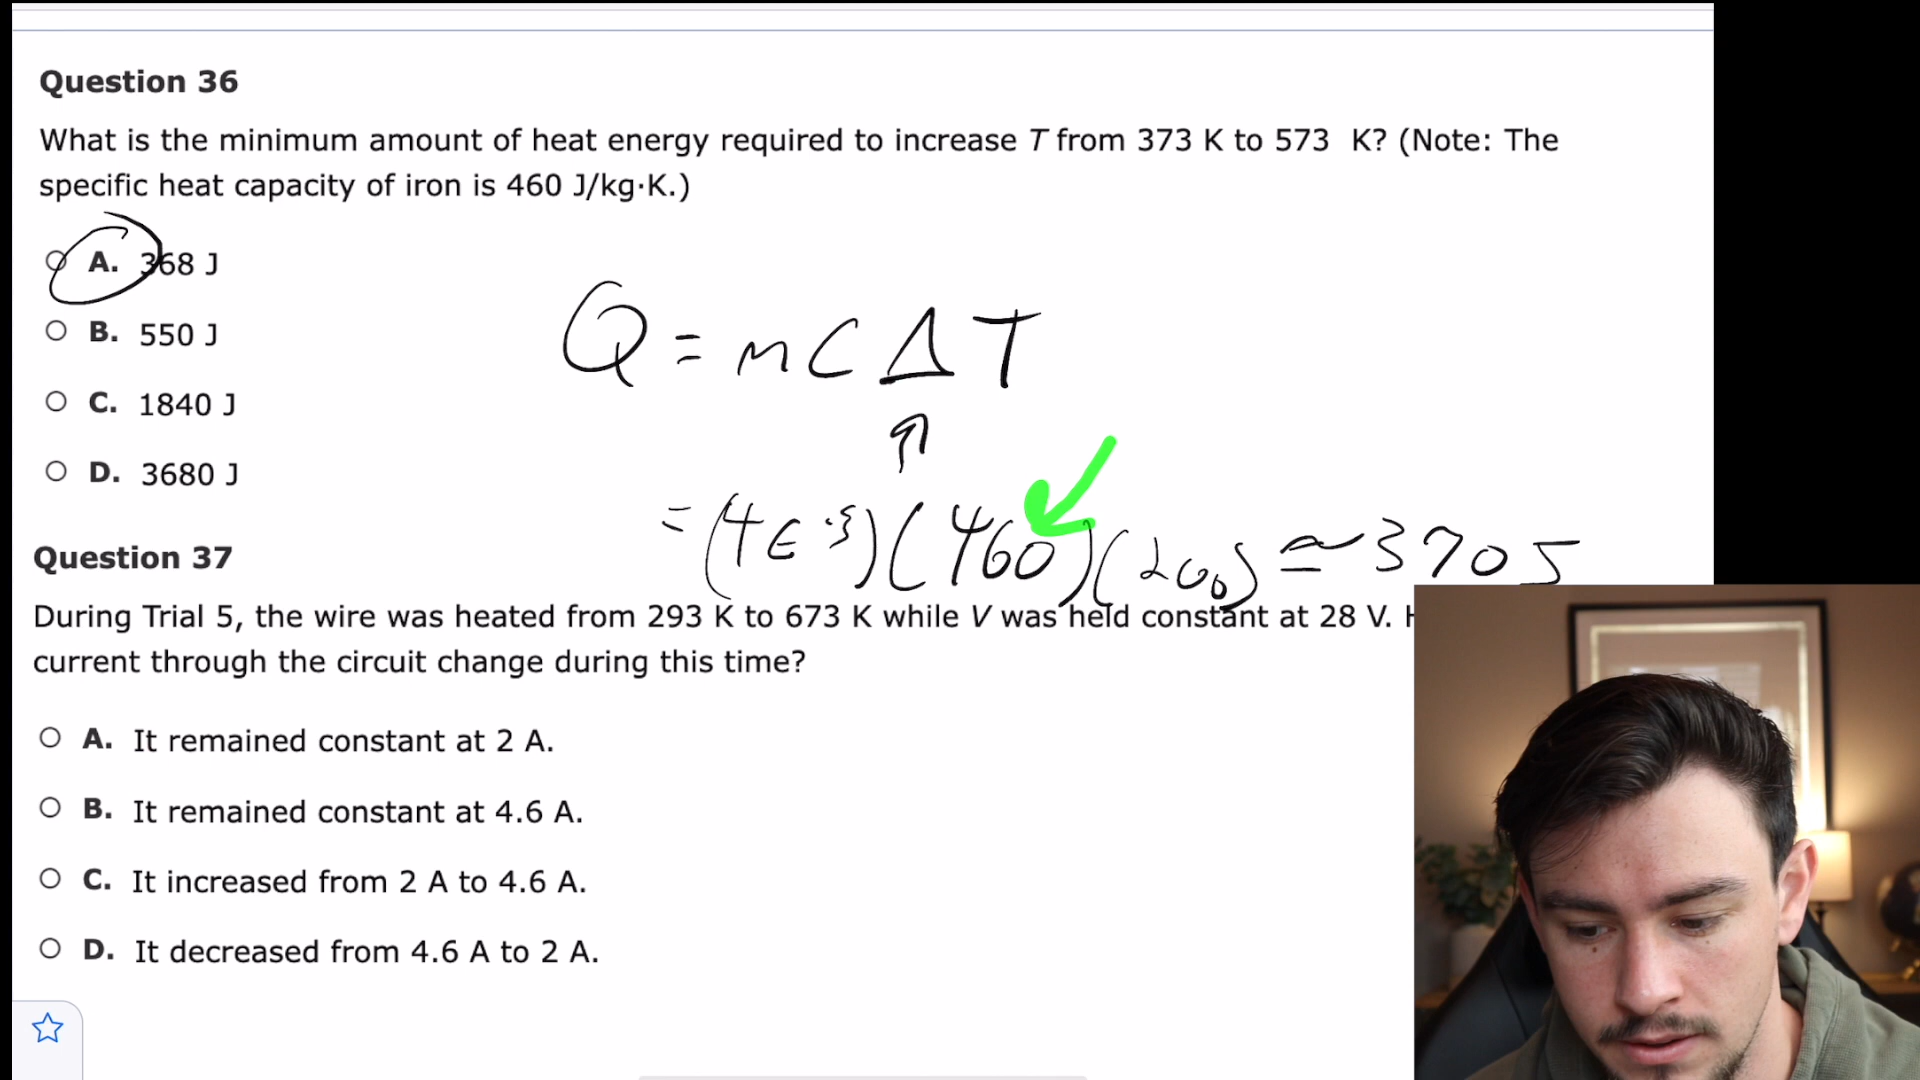 Question 36
What is the minimum amount of heat energy required to increase T from 373 K to 573 K? (Note: The
specific heat capacity of iron is 460 J/kg·K.)
A. 368 J
B. 550 J
C. 1840 J
D. 3680 J
Q = mCΔT
= (4E-3)(460)(200) ≃ 370J
Question 37
During Trial 5, the wire was heated from 293 K to 673 K while V was held constant at 28 V. H
current through the circuit change during this time?
A. It remained constant at 2 A.
B. It remained constant at 4.6 A.
C. It increased from 2 A to 4.6 A.
D. It decreased from 4.6 A to 2 A.